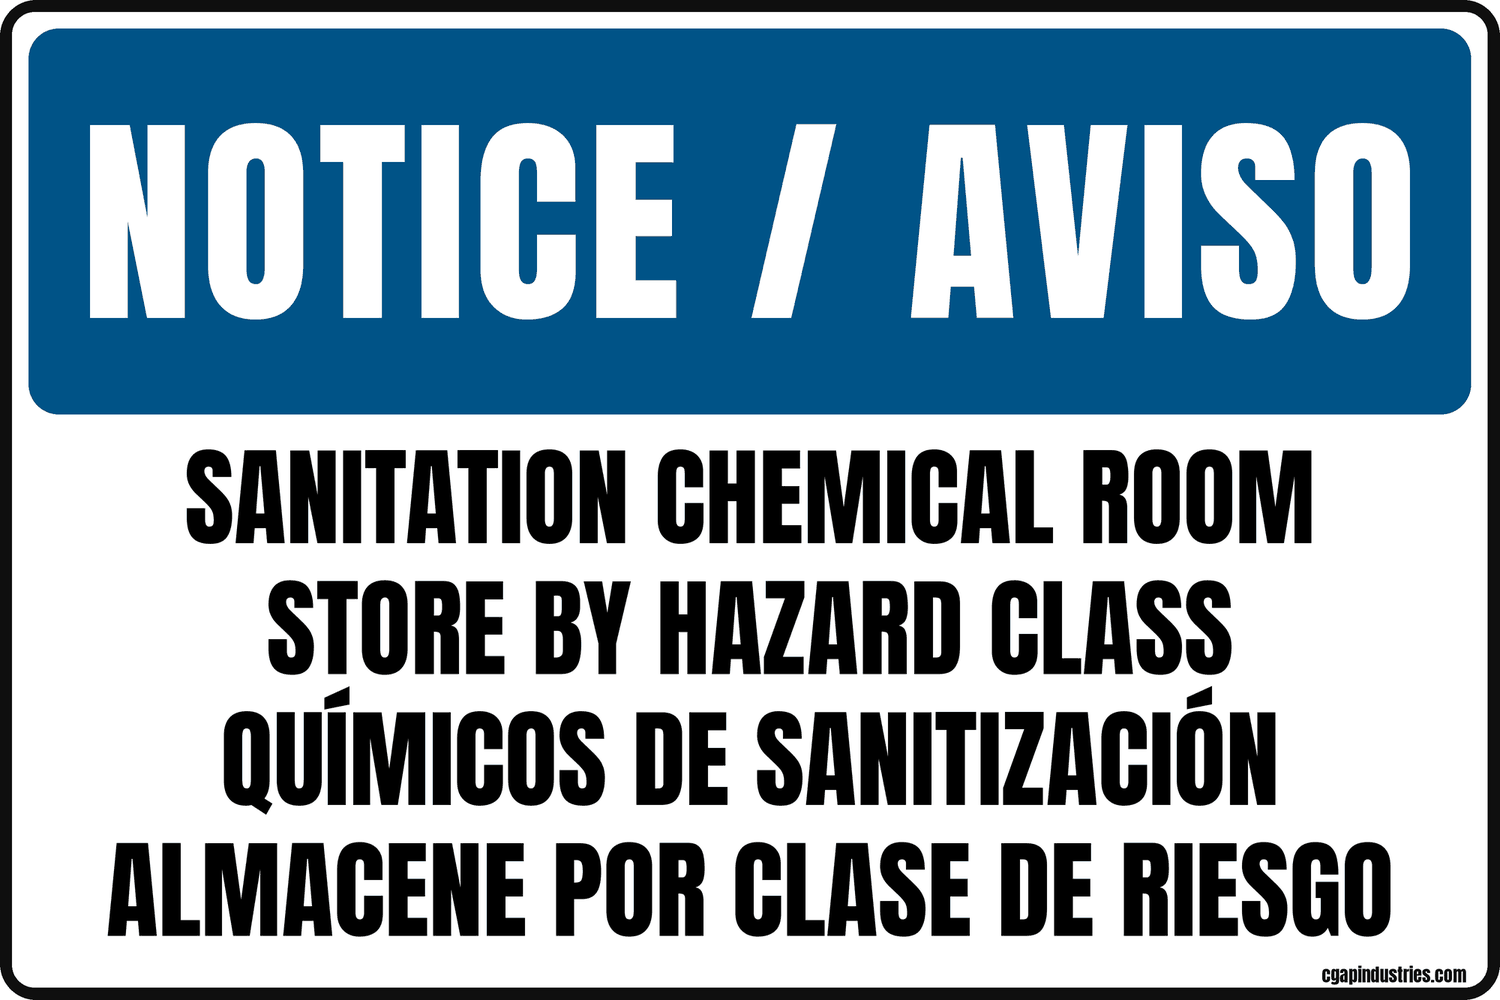 NOTICE / AVISO
SANITATION CHEMICAL ROOM
STORE BY HAZARD CLASS
QUÍMICOS DE SANITIZACIÓN
ALMACENE POR CLASE DE RIESGO
cgapindustries.com